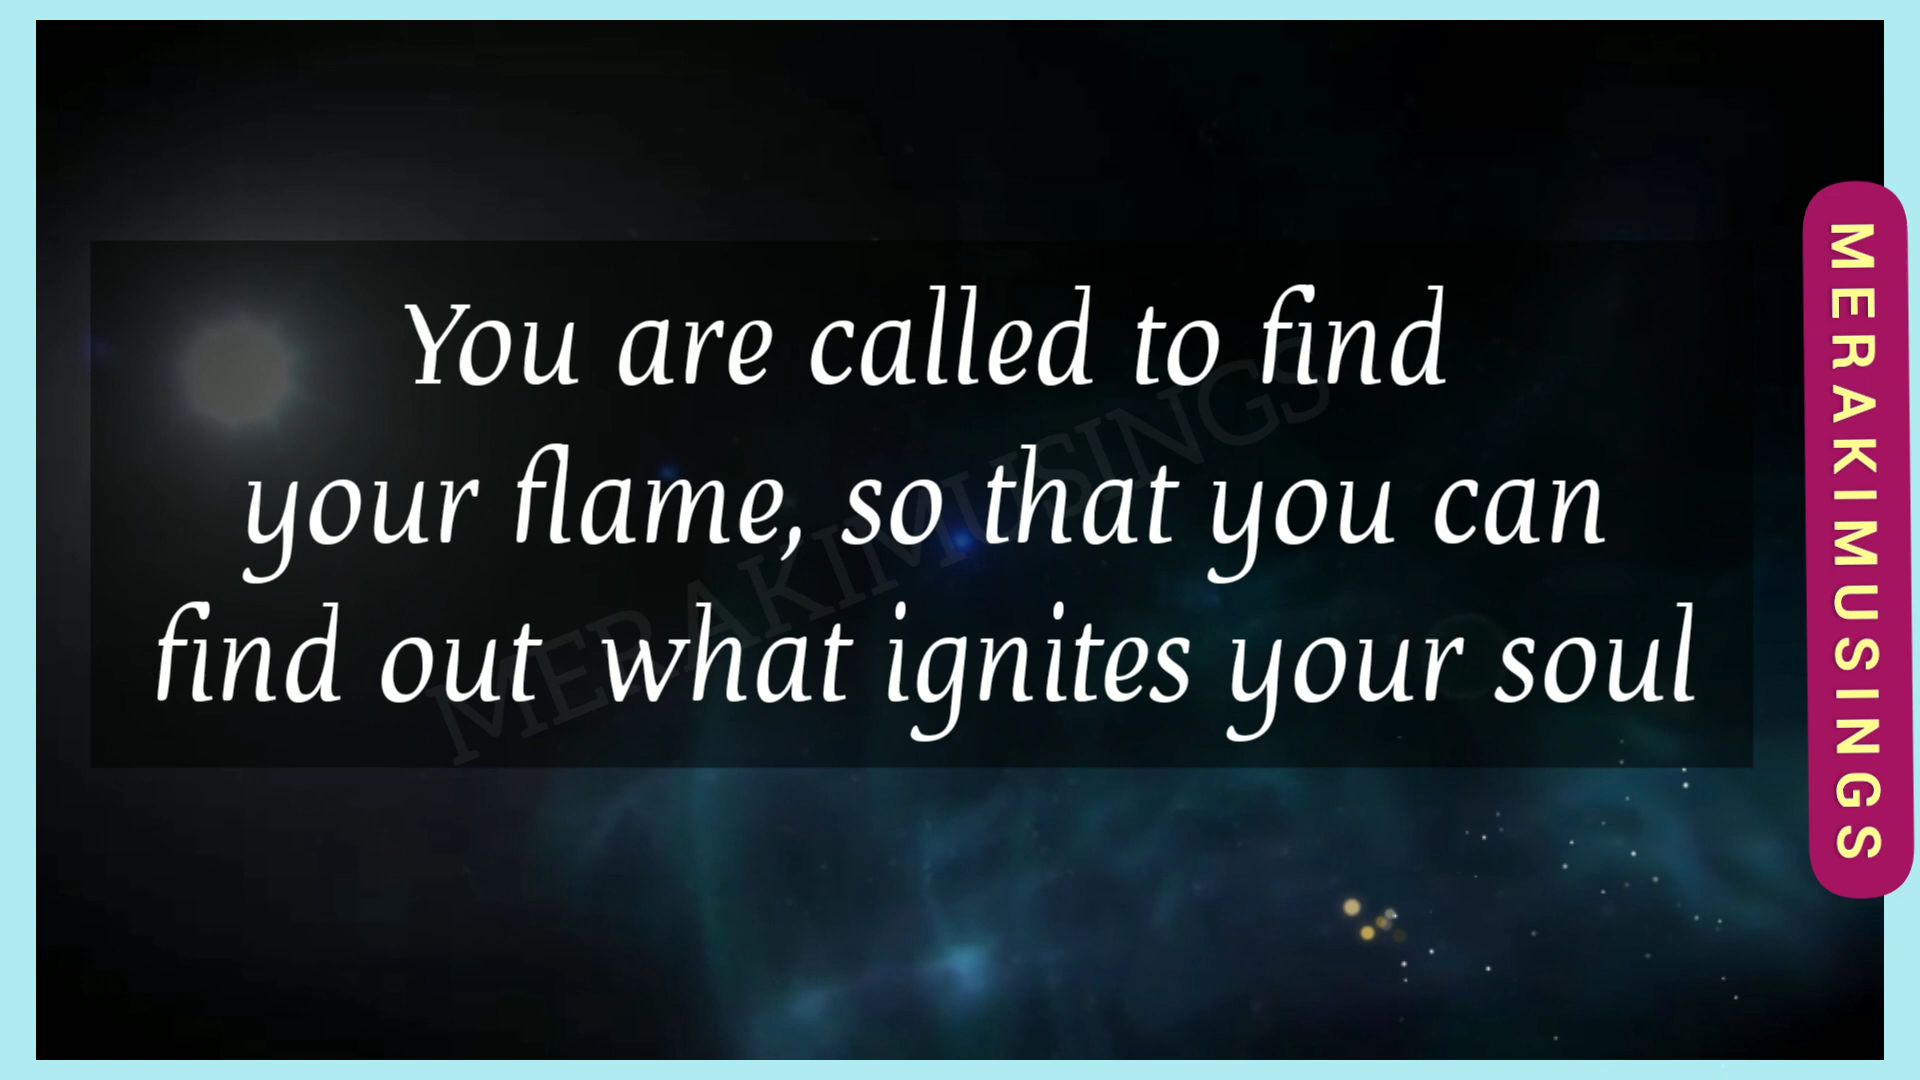 You are called to find
your flame, so that you can
find out what ignites your soul
MERAKIMUSINGS
MERAKIMUSINGS